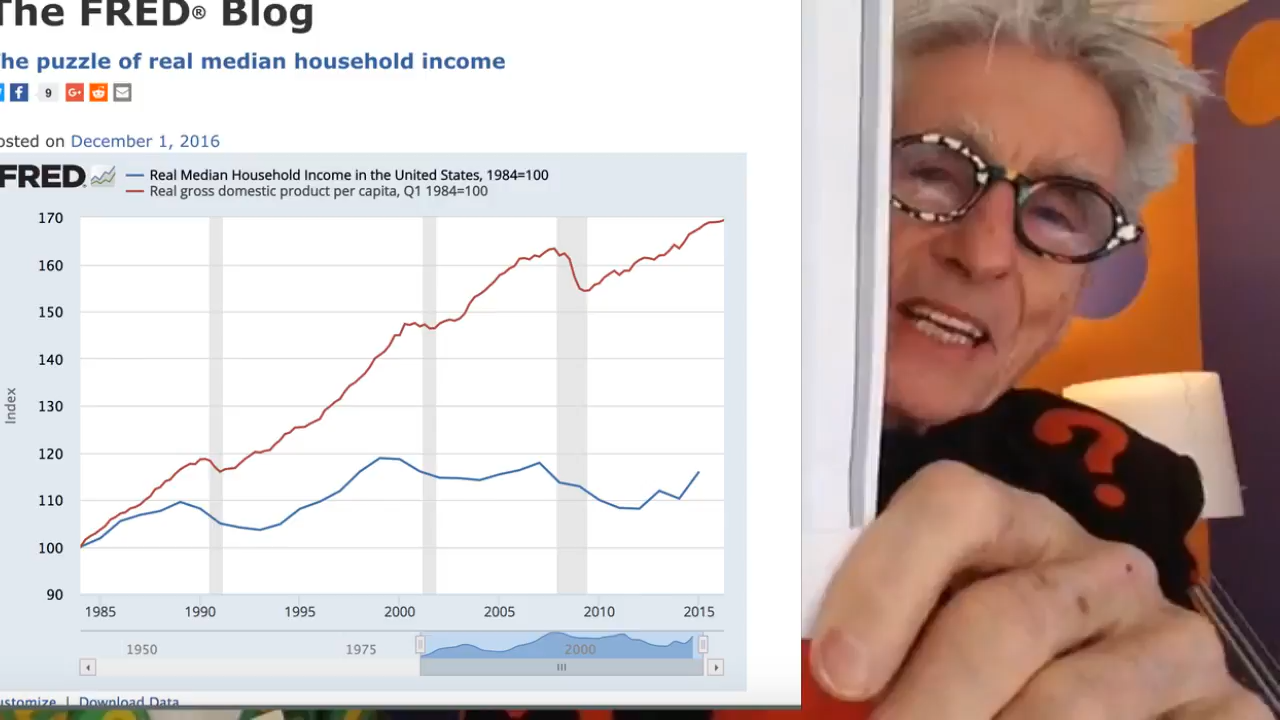 The FRED® Blog
he puzzle of real median household income
9
G+
osted on December 1, 2016
FRED
Real Median Household Income in the United States, 1984=100
Real gross domestic product per capita, Q1 1984=100
170
160
150
140
130
120
110
100
90
Index
1985 1990 1995 2000 2005 2010 2015
1950 1975 2000
ustomize | Download Data
?